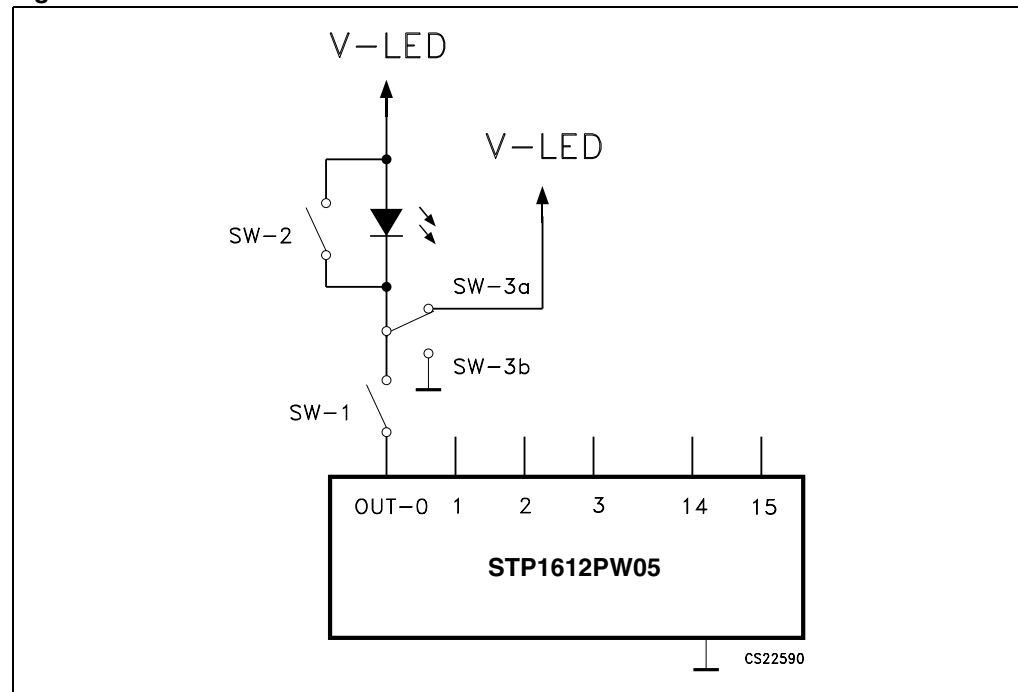 V-LED
V-LED
SW-2
SW-3a
SW-3b
SW-1
OUT-0 1 2 3 14 15
STP1612PW05
CS22590